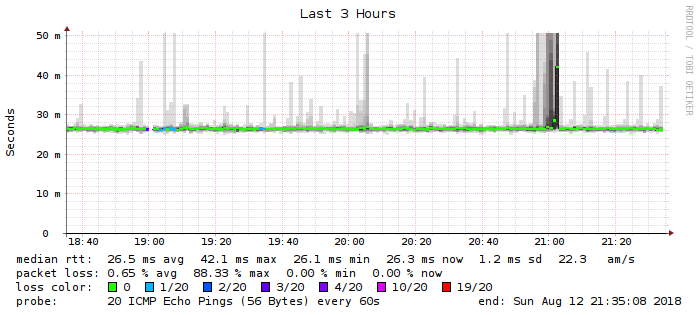 Last 3 Hours
RRDTOOL / TOBI OETIKER
Seconds
50 m
40 m
30 m
20 m
10 m
0
18:40 19:00 19:20 19:40 20:00 20:20 20:40 21:00 21:20
median rtt: 26.5 ms avg 42.1 ms max 26.1 ms min 26.3 ms now 1.2 ms sd 22.3 am/s
packet loss: 0.65 % avg 88.33 % max 0.00 % min 0.00 % now
loss color: 0 1/20 2/20 3/20 4/20 10/20 19/20
probe: 20 ICMP Echo Pings (56 Bytes) every 60s end: Sun Aug 12 21:35:08 2018